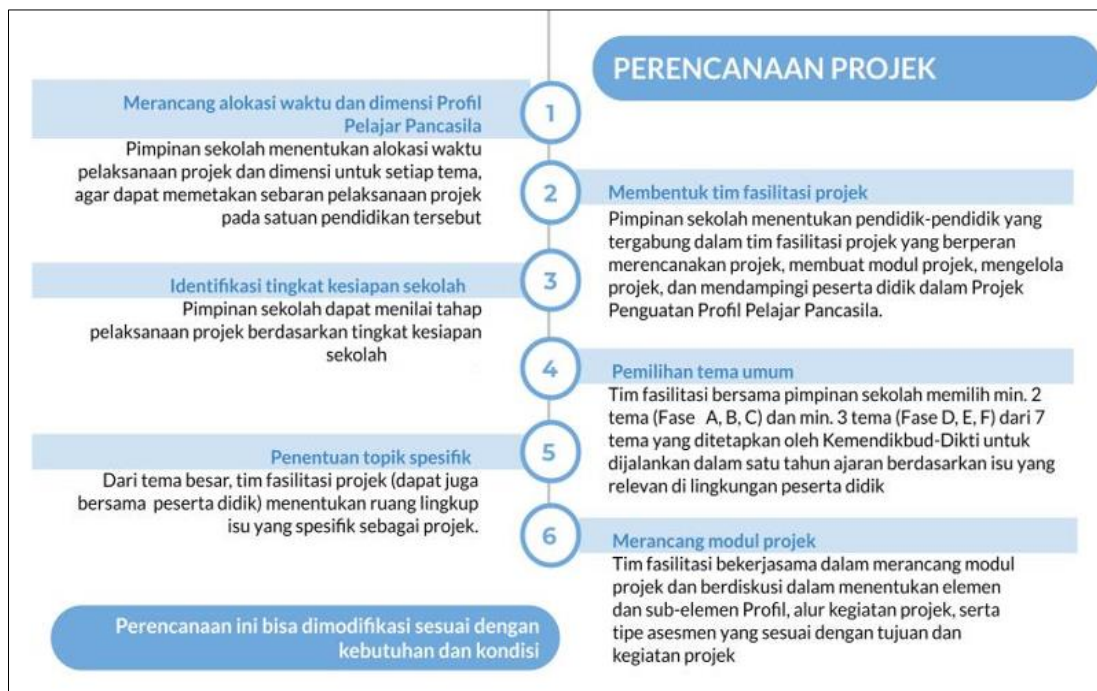 PERENCANAAN PROJEK
1
Merancang alokasi waktu dan dimensi Profil
Pelajar Pancasila
Pimpinan sekolah menentukan alokasi waktu
pelaksanaan projek dan dimensi untuk setiap tema,
agar dapat memetakan sebaran pelaksanaan projek
pada satuan pendidikan tersebut
2
Membentuk tim fasilitasi projek
Pimpinan sekolah menentukan pendidik-pendidik yang
tergabung dalam tim fasilitasi projek yang berperan
merencanakan projek, membuat modul projek, mengelola
projek, dan mendampingi peserta didik dalam Projek
Penguatan Profil Pelajar Pancasila.
3
Identifikasi tingkat kesiapan sekolah
Pimpinan sekolah dapat menilai tahap
pelaksanaan projek berdasarkan tingkat kesiapan
sekolah
4
Pemilihan tema umum
Tim fasilitasi bersama pimpinan sekolah memilih min. 2
tema (Fase A, B, C) dan min. 3 tema (Fase D, E, F) dari 7
tema yang ditetapkan oleh Kemendikbud-Dikti untuk
dijalankan dalam satu tahun ajaran berdasarkan isu yang
relevan di lingkungan peserta didik
5
Penentuan topik spesifik
Dari tema besar, tim fasilitasi projek (dapat juga
bersama peserta didik) menentukan ruang lingkup
isu yang spesifik sebagai projek.
6
Merancang modul projek
Tim fasilitasi bekerjasama dalam merancang modul
projek dan berdiskusi dalam menentukan elemen
dan sub-elemen Profil, alur kegiatan projek, serta
tipe asesmen yang sesuai dengan tujuan dan
kegiatan projek
Perencanaan ini bisa dimodifikasi sesuai dengan
kebutuhan dan kondisi